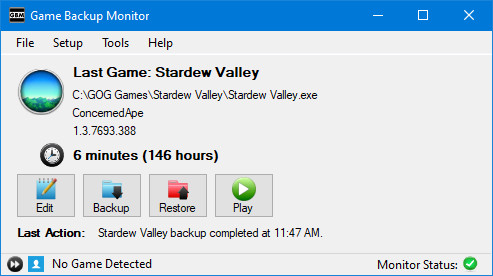 GBM Game Backup Monitor
File Setup Tools Help
Last Game: Stardew Valley
C:\GOG Games\Stardew Valley\Stardew Valley.exe
ConcernedApe
1.3.7693.388
6 minutes (146 hours)
Edit Backup Restore Play
Last Action: Stardew Valley backup completed at 11:47 AM.
No Game Detected Monitor Status: